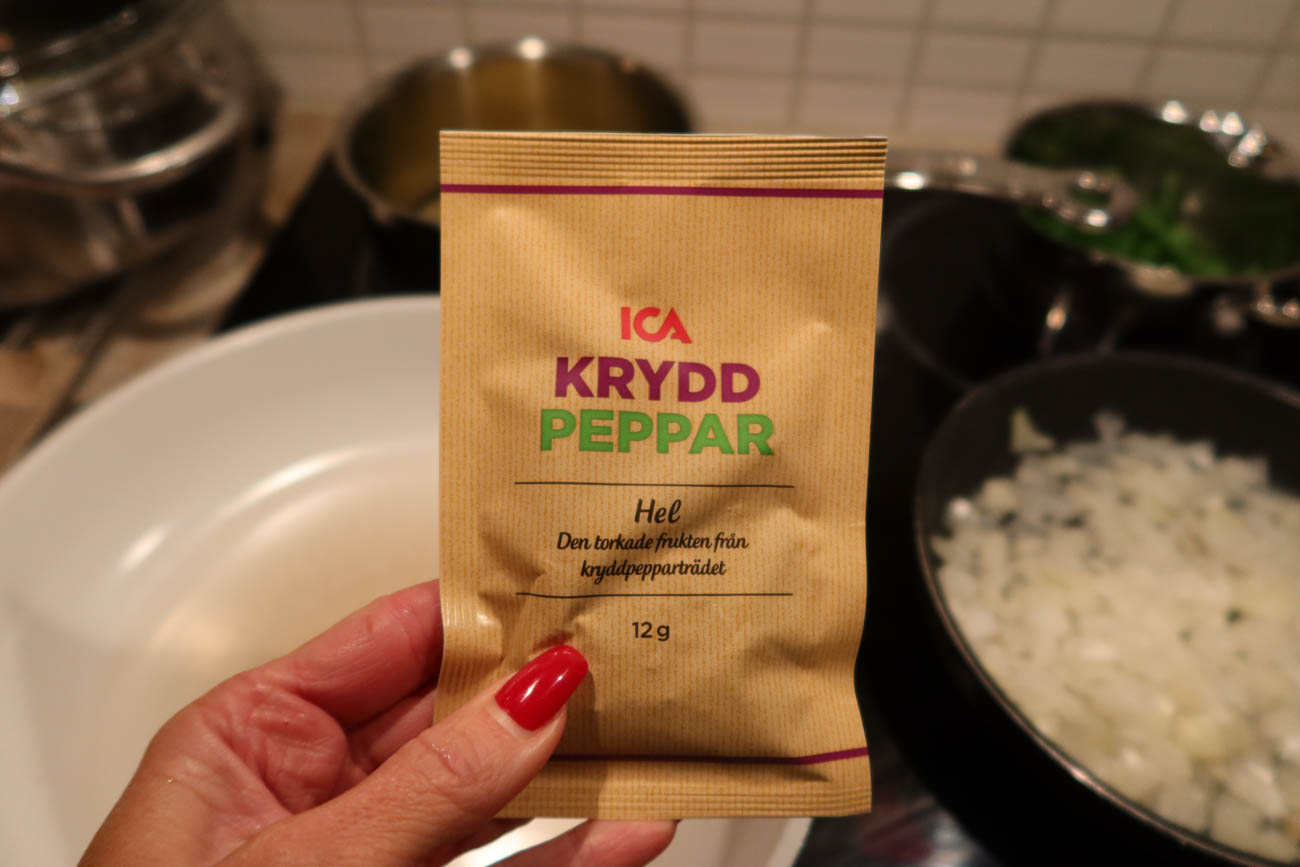 ICA
KRYDD
PEPPAR
Hel
Den torkade frukten från
kryddpepparträdet
12 g